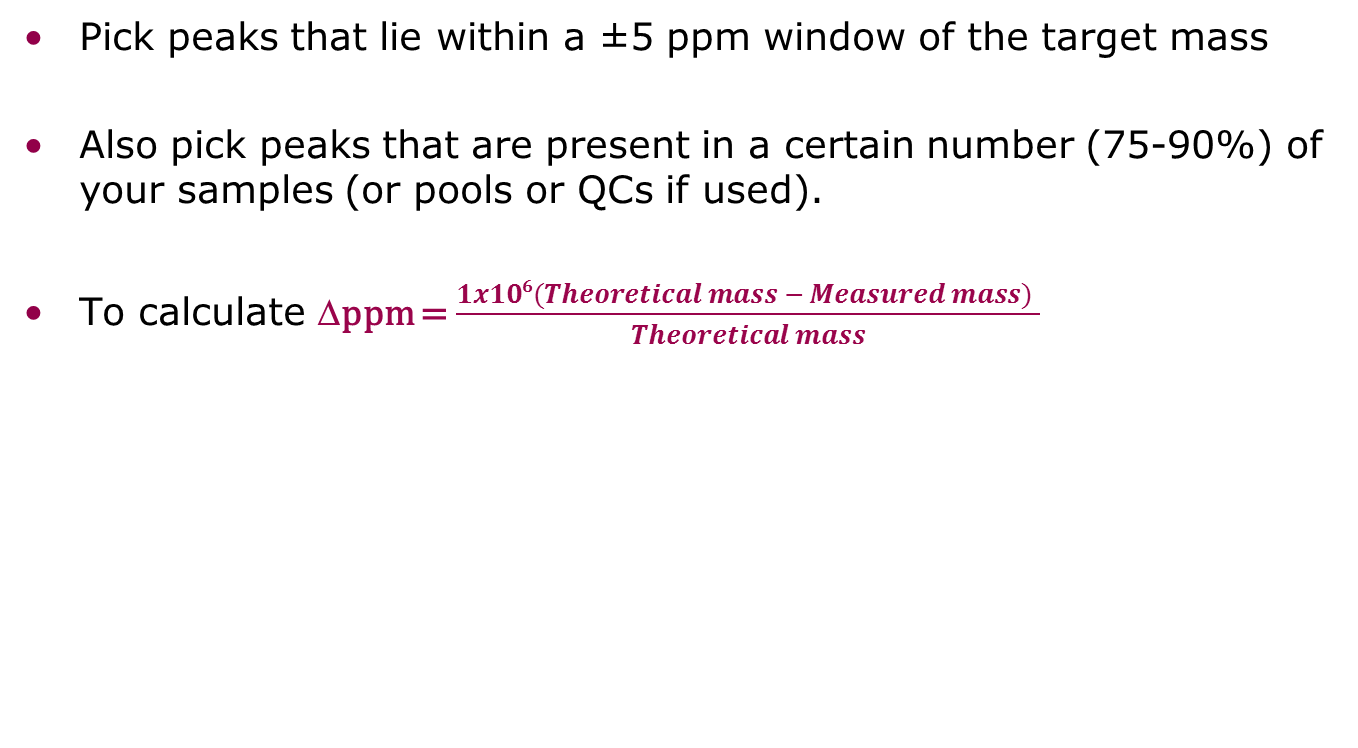 • Pick peaks that lie within a ±5 ppm window of the target mass
• Also pick peaks that are present in a certain number (75-90%) of
your samples (or pools or QCs if used).
• To calculate Δppm = 1x10⁶(Theoretical mass − Measured mass)
Theoretical mass